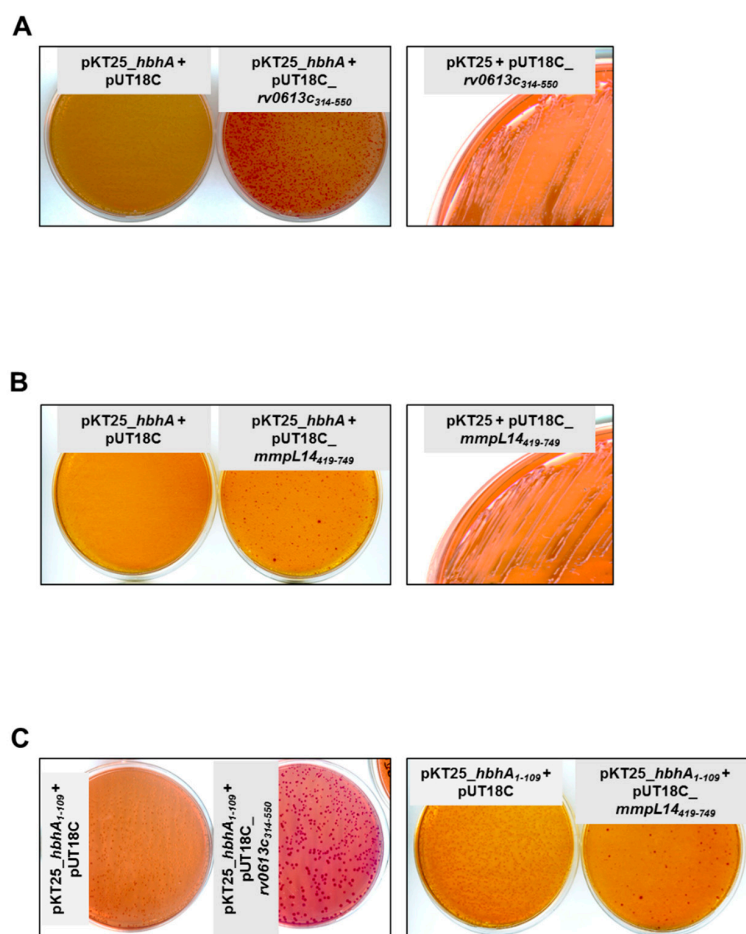 A
pKT25_hbhA +
pUT18C
pKT25_hbhA +
pUT18C_
rv0613c314-550
pKT25 + pUT18C_
rv0613c314-550
B
pKT25_hbhA +
pUT18C
pKT25_hbhA +
pUT18C_
mmpL14419-749
pKT25 + pUT18C_
mmpL14419-749
C
pKT25_hbhA1-109 +
pUT18C
pKT25_hbhA1-109 +
pUT18C_
rv0613c314-550
pKT25_hbhA1-109 +
pUT18C
pKT25_hbhA1-109 +
pUT18C_
mmpL14419-749